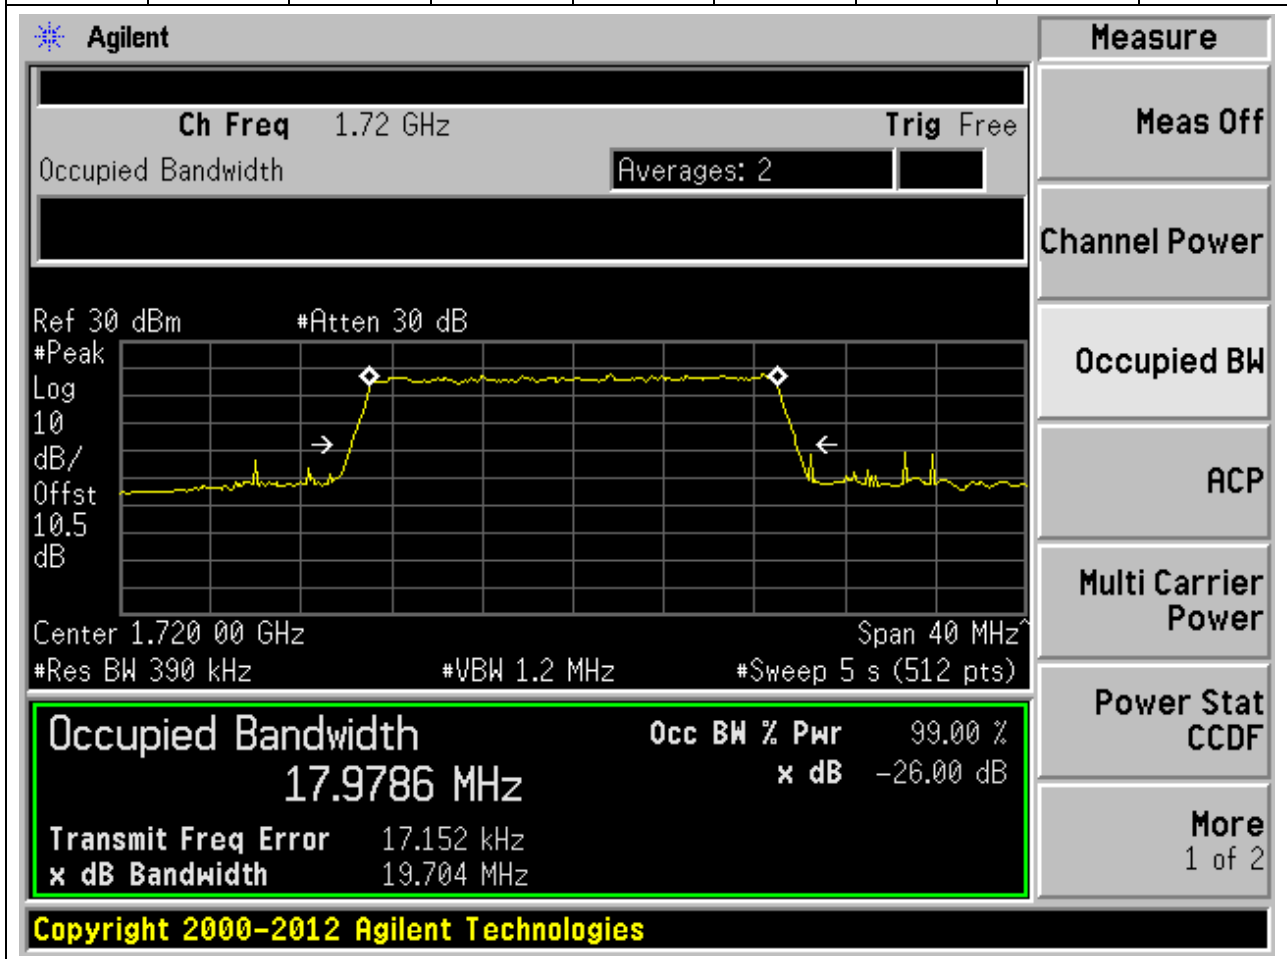 Agilent
Measure
Ch Freq 1.72 GHz Trig Free
Occupied Bandwidth Averages: 2
Meas Off
Channel Power
Occupied BW
ACP
Multi Carrier
Power
Power Stat
CCDF
More
1 of 2
Ref 30 dBm #Atten 30 dB
#Peak
Log
10
dB/
Offst
10.5
dB
Center 1.720 00 GHz Span 40 MHz^
#Res BW 390 kHz #VBW 1.2 MHz #Sweep 5 s (512 pts)
Occupied Bandwidth Occ BW % Pwr 99.00 %
17.9786 MHz x dB -26.00 dB
Transmit Freq Error 17.152 kHz
x dB Bandwidth 19.704 MHz
Copyright 2000-2012 Agilent Technologies